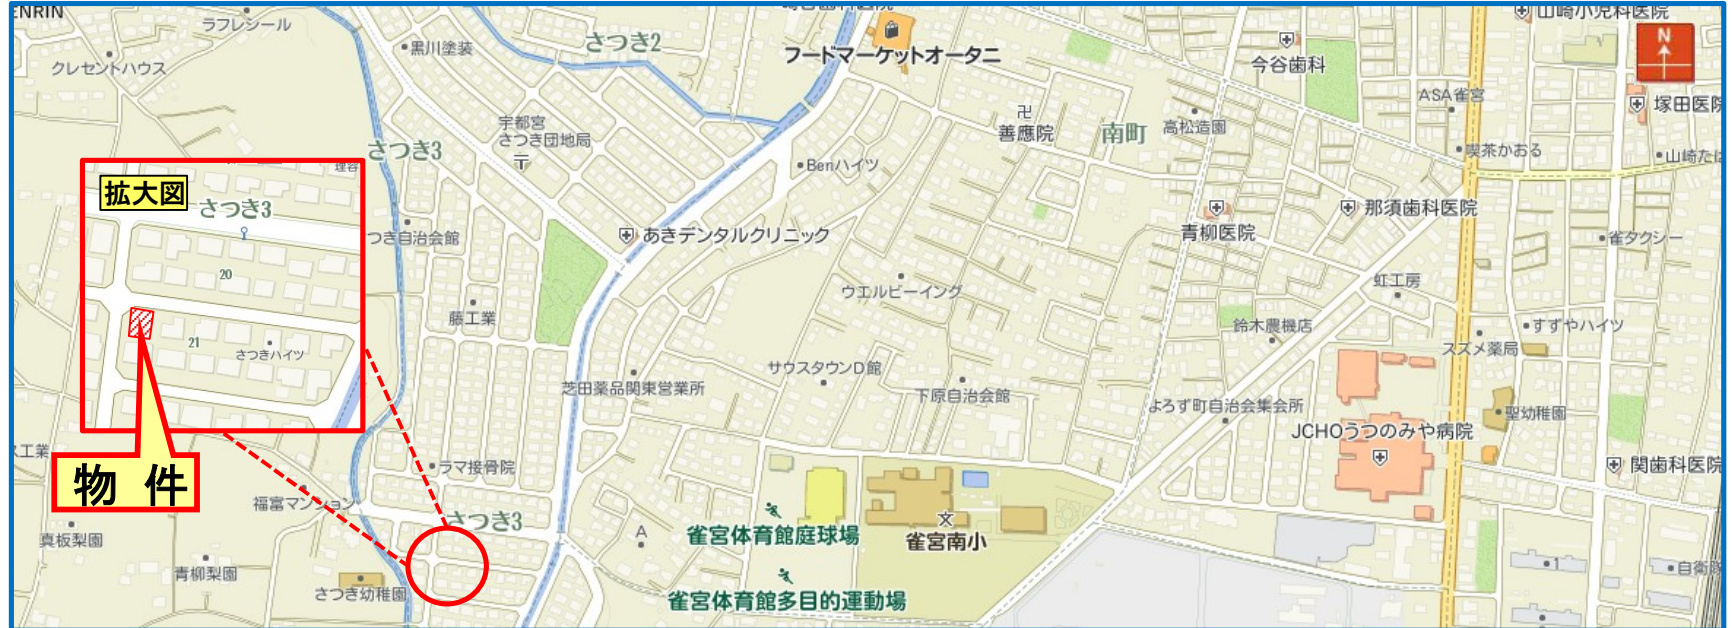 ENRIN
ラフレシール
さつき2
山崎小児科医院
N
黒川塗装
クレセントハウス
フードマーケットオータニ
今谷歯科
ASA雀宮
塚田医院
宇都宮
さつき団地局
善應院
南町
高松造園
さつき3
喫茶かおる
山崎たば
Benハイツ
理容
拡大図
さつき3
那須歯科医院
つき自治会館
あきデンタルクリニック
青柳医院
雀タクシー
20
ウエルビーイング
虹工房
藤工業
鈴木農機店
すずやハイツ
21
さつきハイツ
スズメ薬局
サウスタウンD館
芝田薬品関東営業所
下原自治会館
よろず町自治会集会所
聖幼稚園
JCHOうつのみや病院
ス工業
ラマ接骨院
関歯科医院
物件
福富マンション
さつき3
真板梨園
A
雀宮体育館庭球場
文
雀宮南小
青柳梨園
さつき幼稚園
雀宮体育館多目的運動場
1
自衛隊